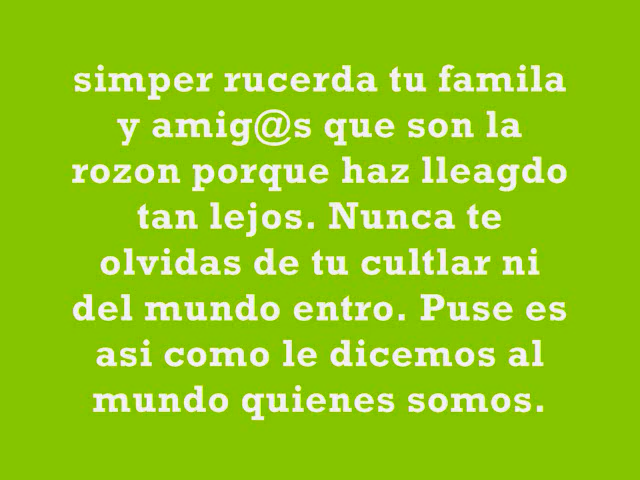 simper rucerda tu famila
y amig@s que son la
rozon porque haz lleagdo
tan lejos. Nunca te
olvidas de tu cultlar ni
del mundo entro. Puse es
asi como le dicemos al
mundo quienes somos.